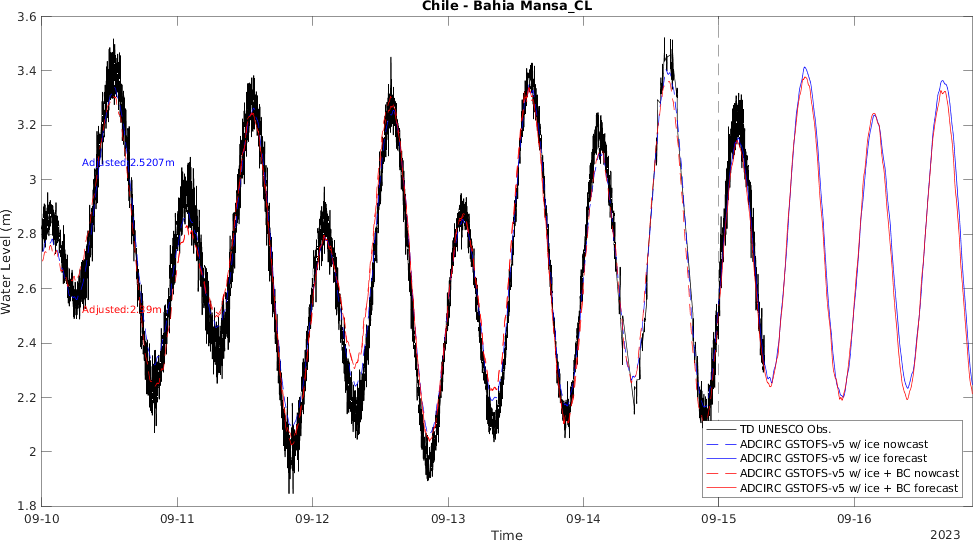 Chile - Bahia Mansa_CL
3.6
3.4
3.2
3
2.8
2.6
2.4
2.2
2
1.8
Water Level (m)
Adjusted:2.5207m
09-10
09-11
09-12
09-13
09-14
09-15
09-16
Time
2023
TD UNESCO Obs.
ADCIRC GSTOFS-v5 w/ ice nowcast
ADCIRC GSTOFS-v5 w/ ice forecast
ADCIRC GSTOFS-v5 w/ ice + BC nowcast
ADCIRC GSTOFS-v5 w/ ice + BC forecast